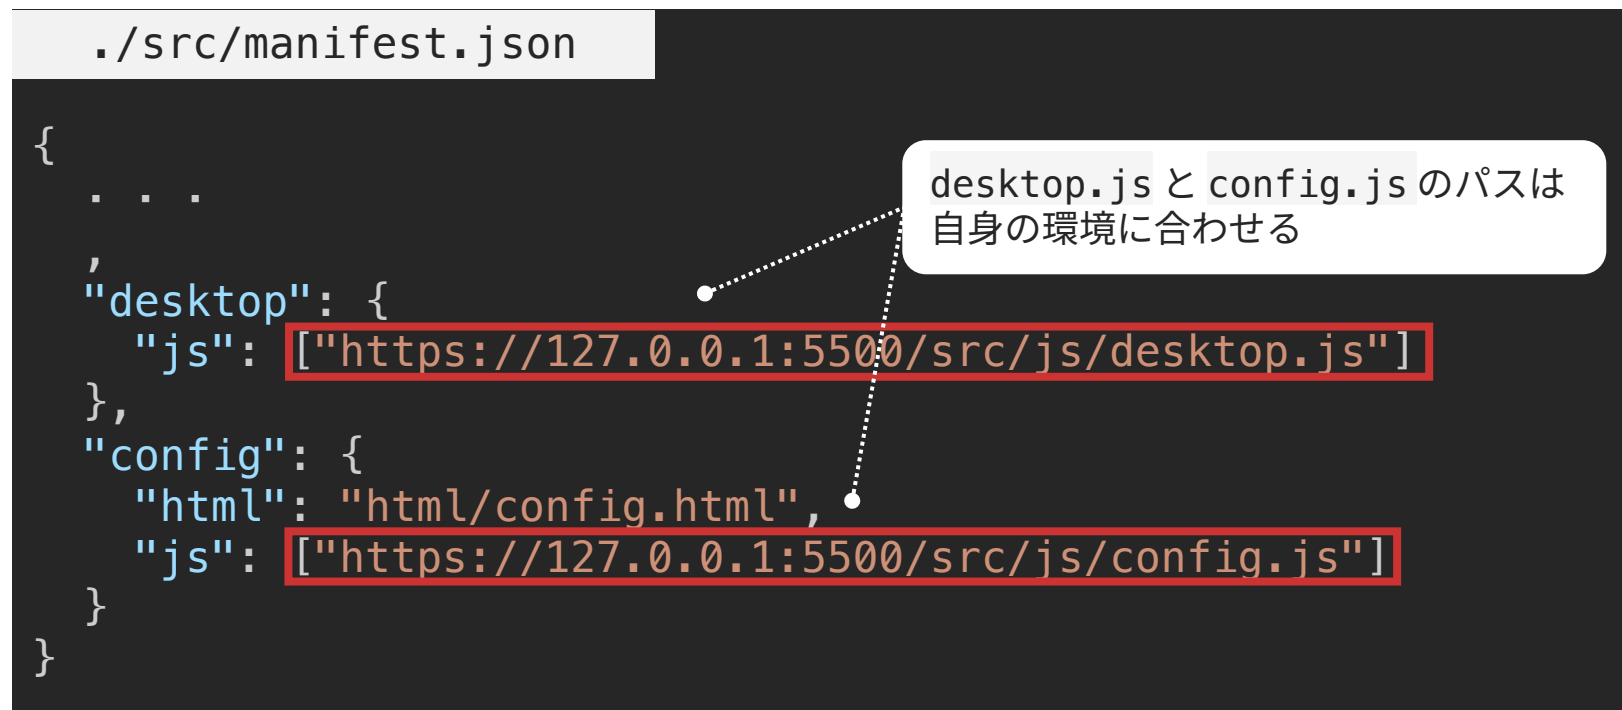 ./src/manifest.json
{
. . .
,
desktop.js と config.js のパスは
自身の環境に合わせる
"desktop": {
"js": ["https://127.0.0.1:5500/src/js/desktop.js"]
},
"config": {
"html": "html/config.html",
"js": ["https://127.0.0.1:5500/src/js/config.js"]
}
}